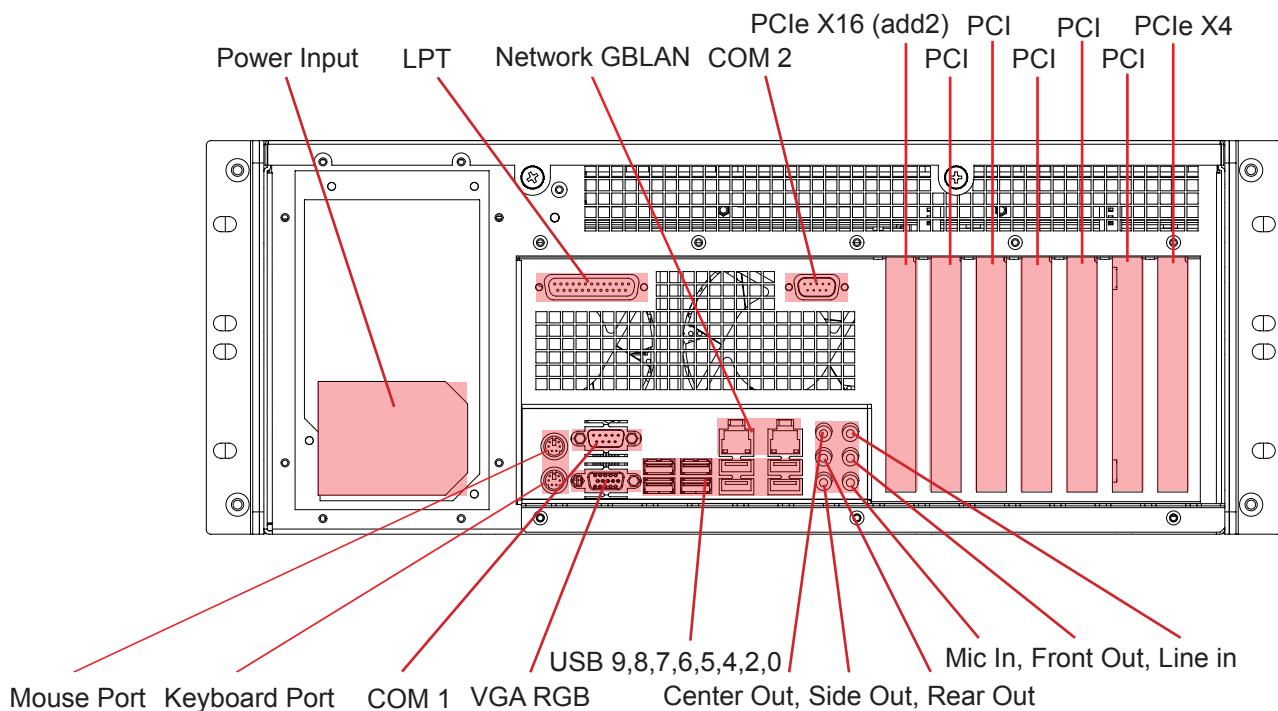 PCIe X16 (add2) PCI PCI PCIe X4
Power Input LPT Network GBLAN COM 2 PCI PCI PCI
USB 9,8,7,6,5,4,2,0 Mic In, Front Out, Line in
Mouse Port Keyboard Port COM 1 VGA RGB Center Out, Side Out, Rear Out